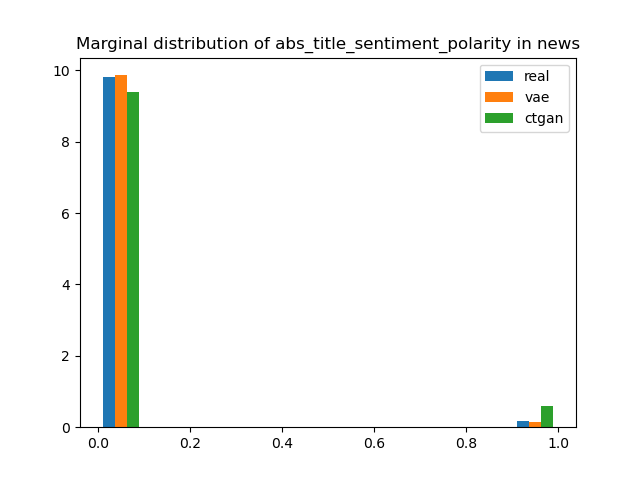 Marginal distribution of abs_title_sentiment_polarity in news
real
vae
ctgan
10
8
6
4
2
0
0.0 0.2 0.4 0.6 0.8 1.0